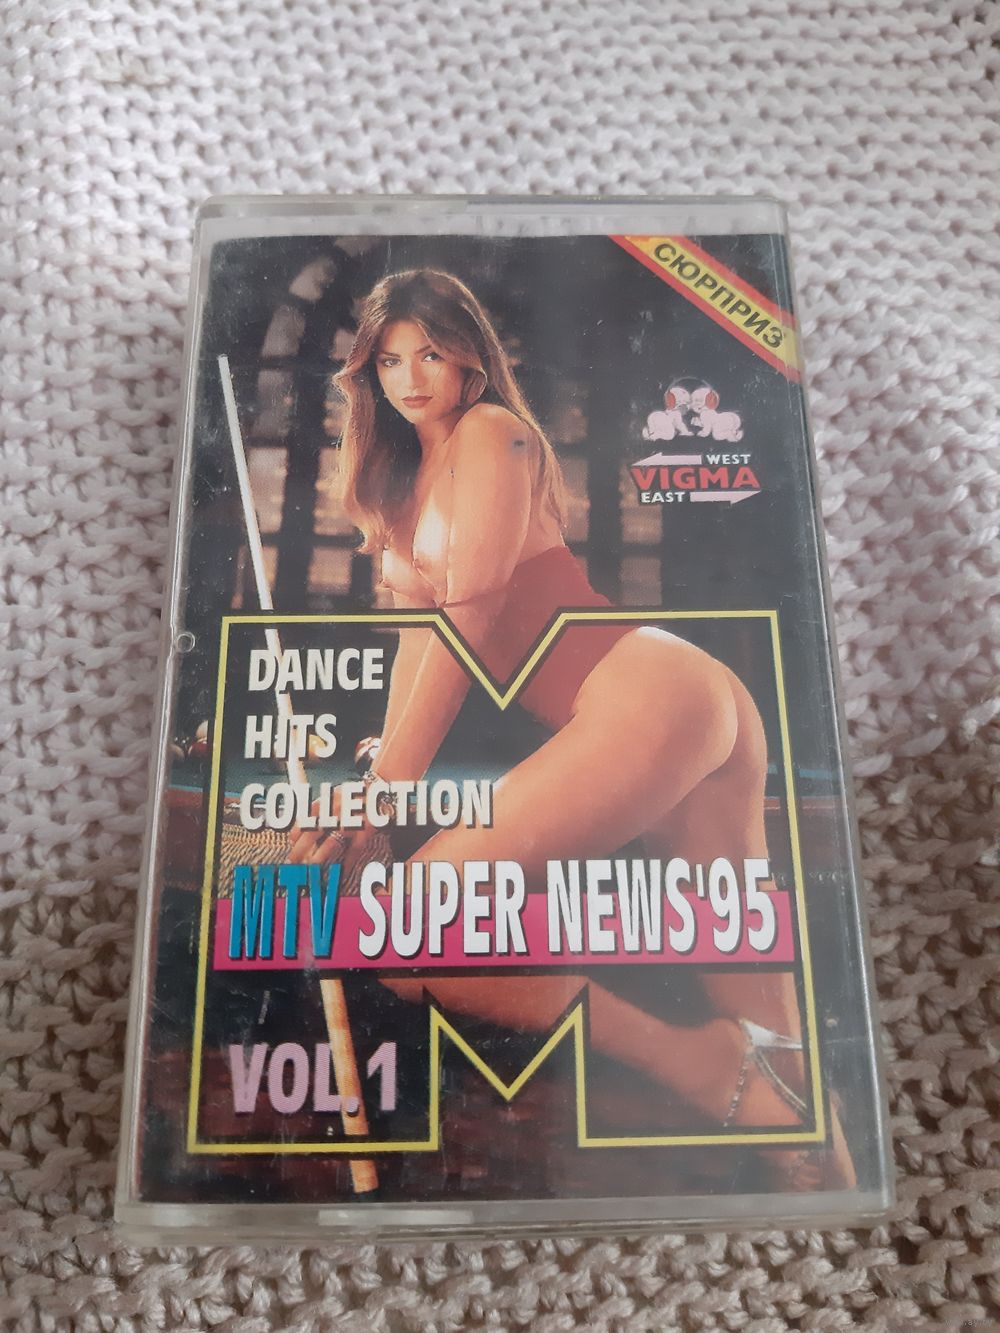 СЮРПРИЗ
WEST
VIGMA
EAST
DANCE
HITS
COLLECTION
MTV SUPER NEWS'95
VOL.1